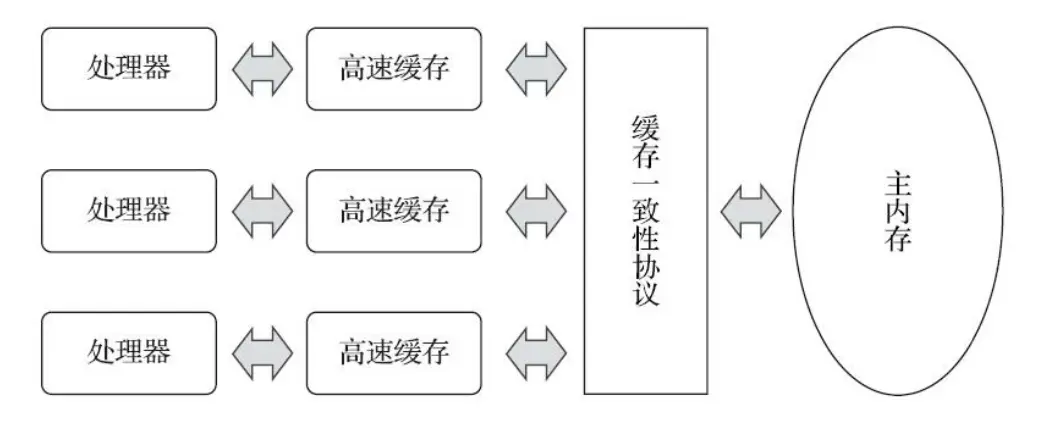 处理器 高速缓存
处理器 高速缓存
处理器 高速缓存
缓存一致性协议
主内存